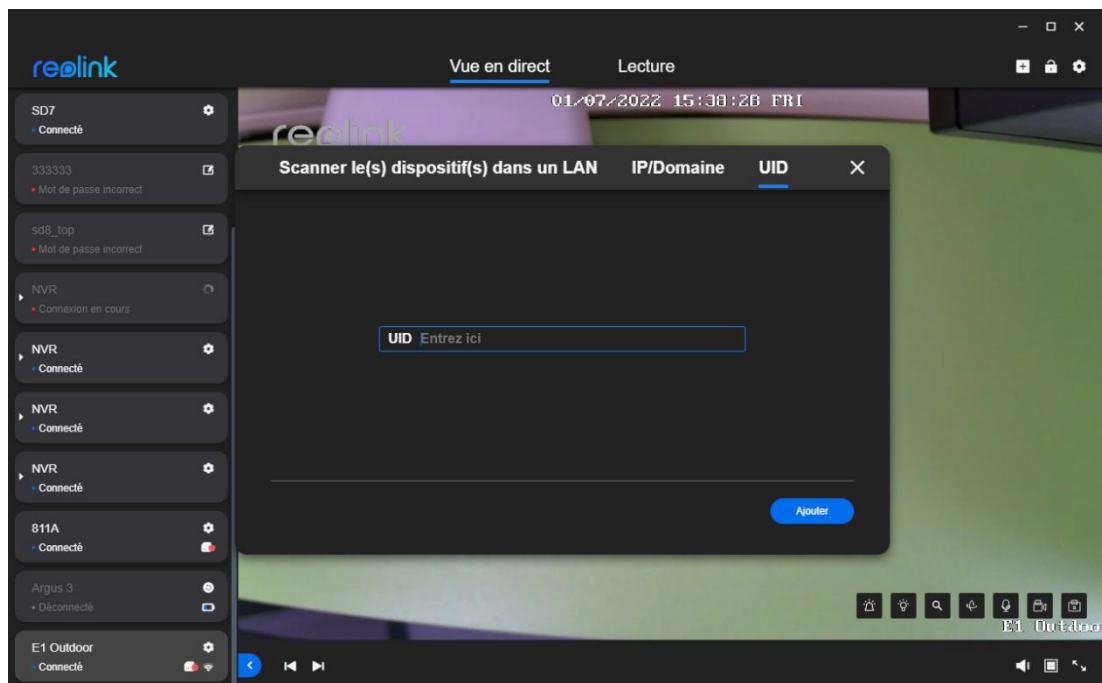 reolink
Vue en direct
Lecture
SD7
Connecté
333333
Mot de passe incorrect
sd8_top
Mot de passe incorrect
NVR
Connexion en cours
NVR
Connecté
NVR
Connecté
NVR
Connecté
811A
Connecté
Argus 3
Déconnecté
E1 Outdoor
Connecté
01/07/2022 15:38:28 FRI
reolink
Scanner le(s) dispositif(s) dans un LAN
IP/Domaine
UID
UID Entrez ici
Ajouter
E1 Outdoo